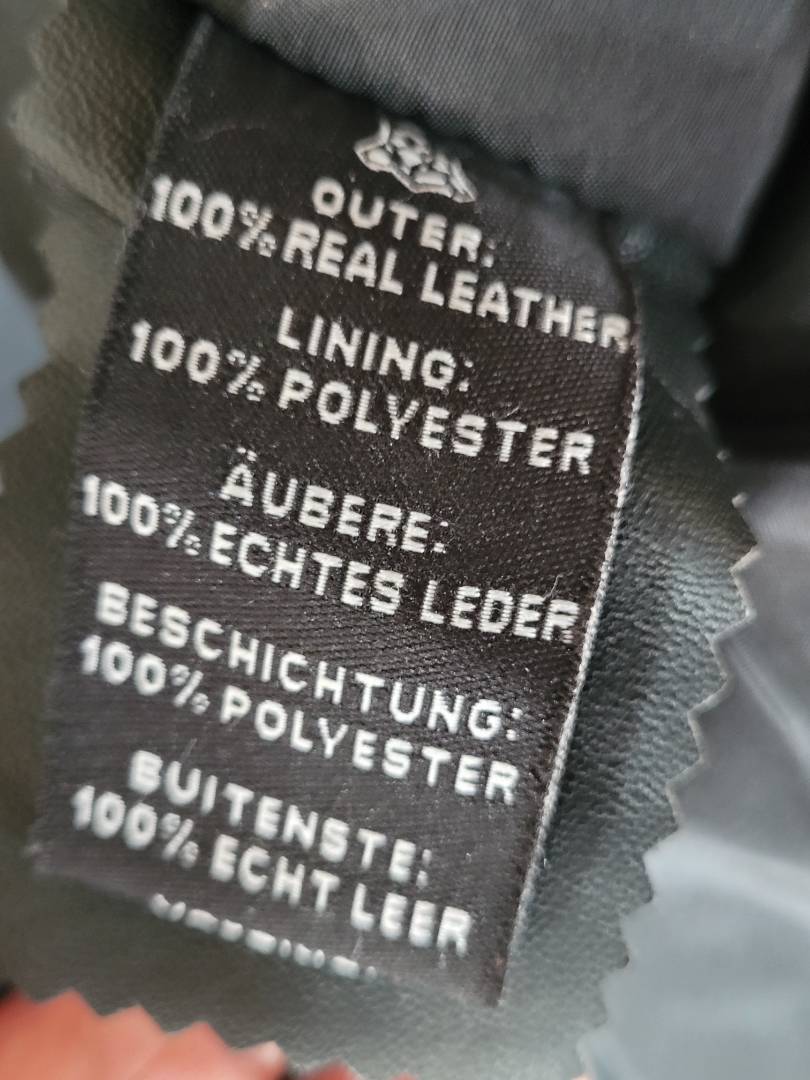 OUTER:
100% REAL LEATHER
LINING:
100% POLYESTER
ÄUBERE:
100% ECHTES LEDER
BESCHICHTUNG:
100% POLYESTER
BUITENSTE:
100% ECHT LEER